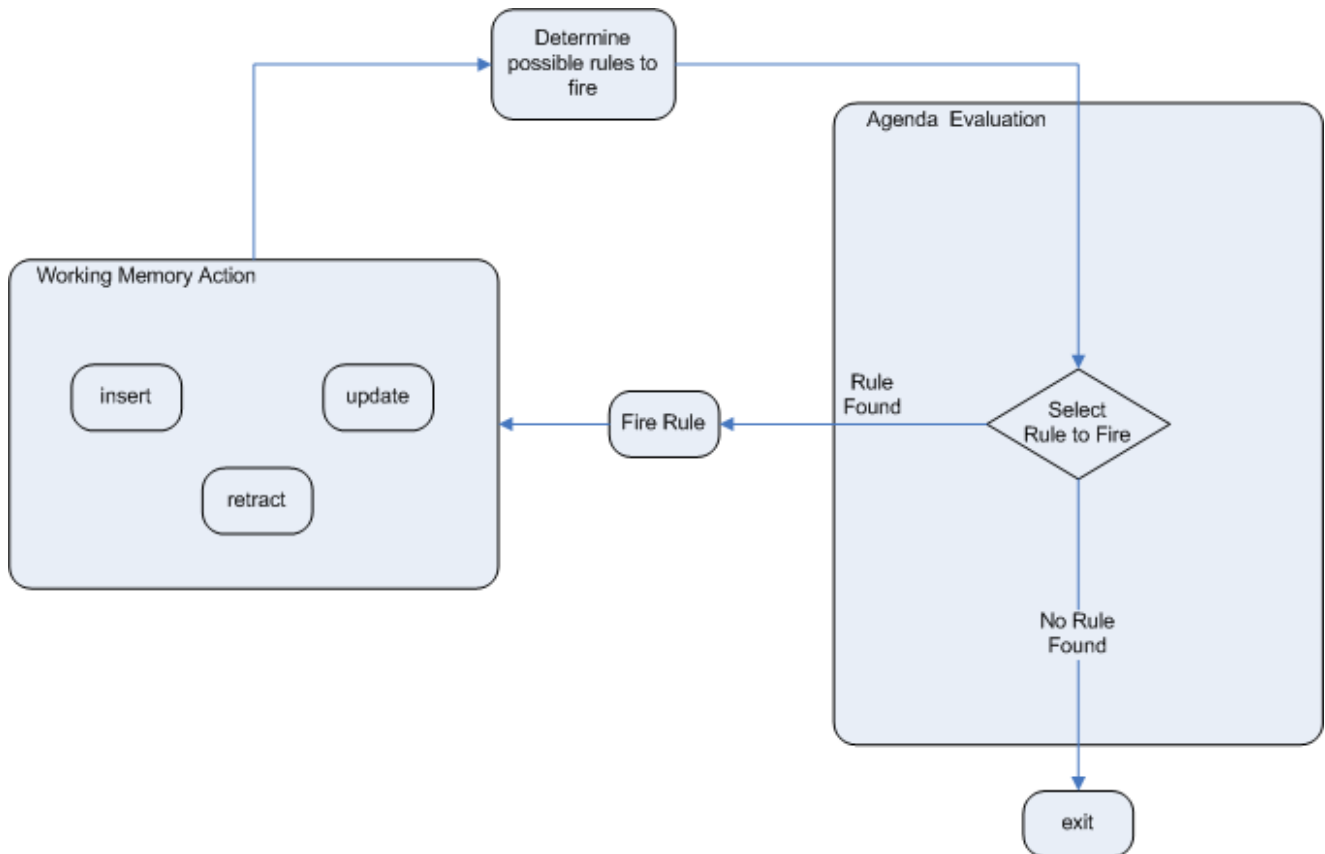 Determine
possible rules to
fire
Agenda Evaluation
Working Memory Action
insert
update
retract
Fire Rule
Rule
Found
Select
Rule to Fire
No Rule
Found
exit